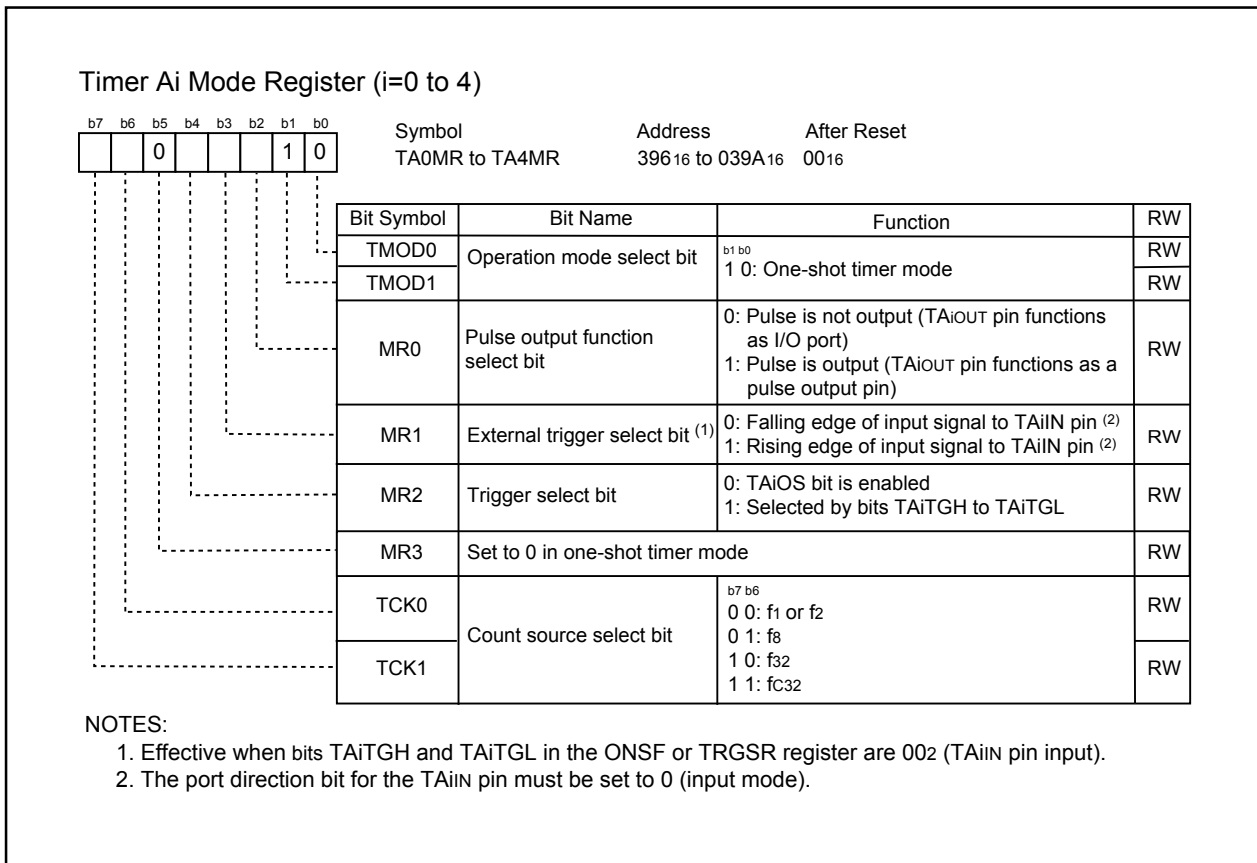 Timer Ai Mode Register (i=0 to 4)
b7 b6 b5 b4 b3 b2 b1 b0
0 1 0
Symbol Address After Reset
TA0MR to TA4MR 39616 to 039A16 0016
Bit Symbol Bit Name Function RW
TMOD0 Operation mode select bit b1 b0 RW
1 0: One-shot timer mode
TMOD1 RW
MR0 Pulse output function select bit 0: Pulse is not output (TAiOUT pin functions
as I/O port)
1: Pulse is output (TAiOUT pin functions as a
pulse output pin) RW
MR1 External trigger select bit (1) 0: Falling edge of input signal to TAiIN pin (2)
1: Rising edge of input signal to TAiIN pin (2) RW
MR2 Trigger select bit 0: TAiOS bit is enabled
1: Selected by bits TAiTGH to TAiTGL RW
MR3 Set to 0 in one-shot timer mode RW
TCK0 Count source select bit b7 b6 RW
0 0: f1 or f2
0 1: f8
TCK1 1 0: f32 RW
1 1: fC32
NOTES:
1. Effective when bits TAiTGH and TAiTGL in the ONSF or TRGSR register are 002 (TAiIN pin input).
2. The port direction bit for the TAiIN pin must be set to 0 (input mode).